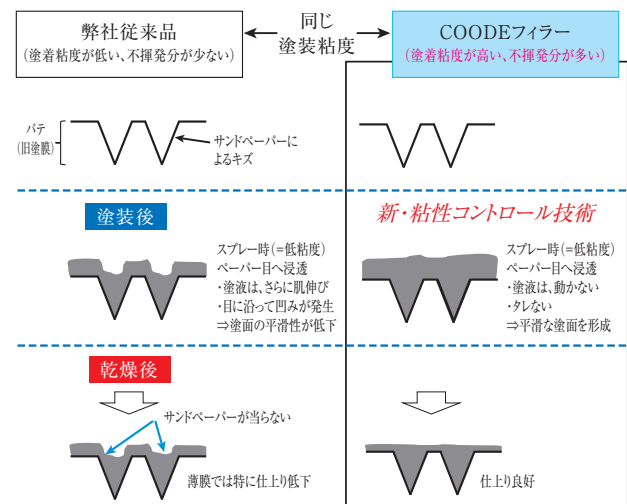 弊社従来品
(塗着粘度が低い、不揮発分が少ない)
同じ
塗装粘度
COODEフィラー
(塗着粘度が高い、不揮発分が多い)
パテ
(旧塗膜)
サンドペーパーに
よるキズ
塗装後
スプレー時(=低粘度)
ペーパー目へ浸透
・塗液は、さらに肌伸び
・目に沿って凹みが発生
⇒塗面の平滑性が低下
新・粘性コントロール技術
スプレー時(=低粘度)
ペーパー目へ浸透
・塗液は、動かない
・タレない
⇒平滑な塗面を形成
乾燥後
サンドペーパーが当らない
薄膜では特に仕上り低下
仕上り良好